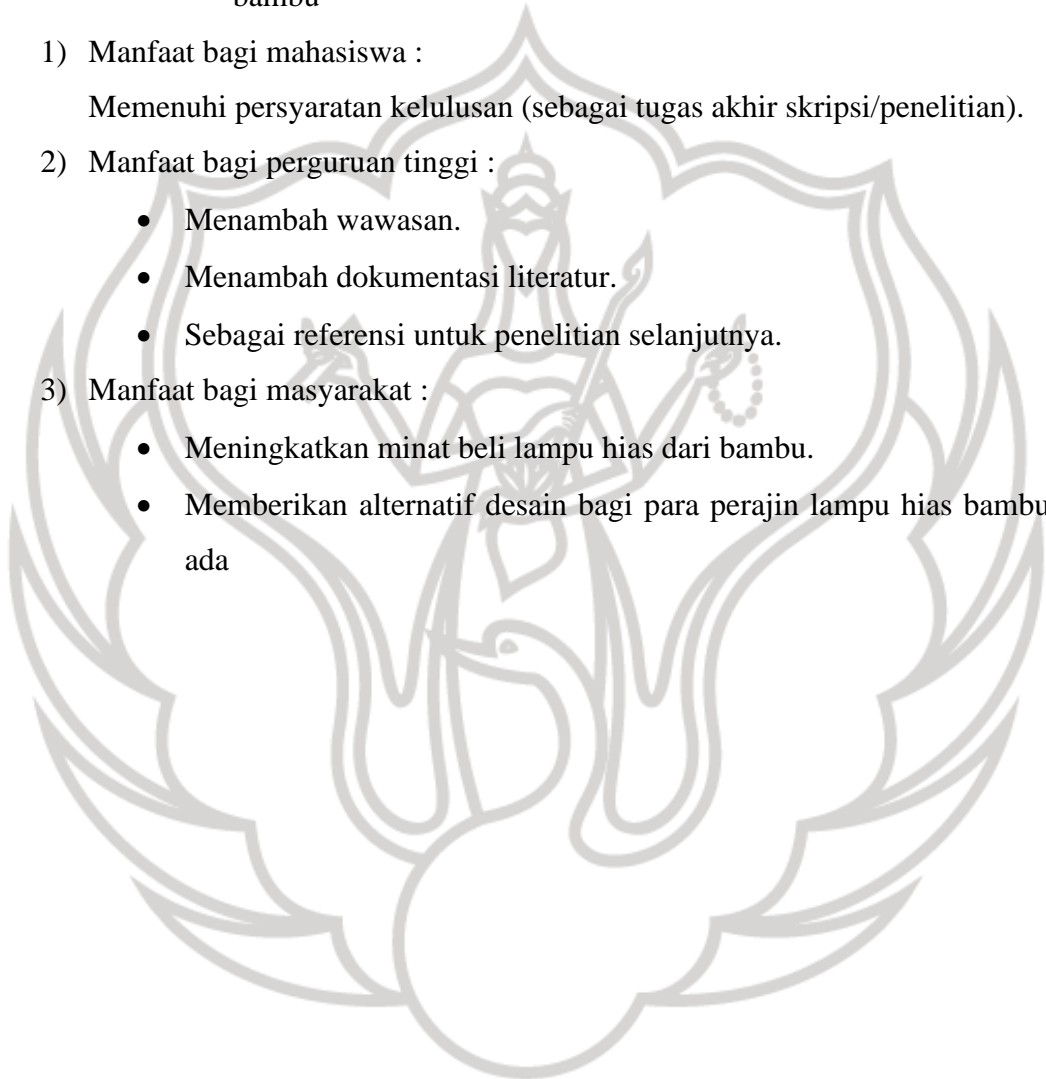 bambu
1) Manfaat bagi mahasiswa :
Memenuhi persyaratan kelulusan (sebagai tugas akhir skripsi/penelitian).
2) Manfaat bagi perguruan tinggi :
• Menambah wawasan.
• Menambah dokumentasi literatur.
• Sebagai referensi untuk penelitian selanjutnya.
3) Manfaat bagi masyarakat :
• Meningkatkan minat beli lampu hias dari bambu.
• Memberikan alternatif desain bagi para perajin lampu hias bambu
ada